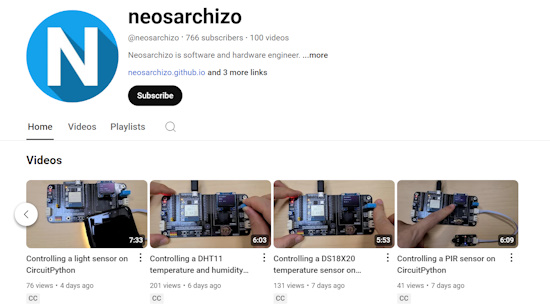 N
neosarchizo
@neosarchizo · 766 subscribers · 100 videos
Neosarchizo is software and hardware engineer. ...more
neosarchizo.github.io and 3 more links
Subscribe
Home Videos Playlists
Videos
7:33 6:03 5:53 6:09
Controlling a light sensor on Controlling a DHT11 Controlling a DS18X20 Controlling a PIR sensor on
CircuitPython temperature and humidity... temperature sensor on... CircuitPython
76 views · 4 days ago 201 views · 6 days ago 131 views · 7 days ago 41 views · 7 days ago
CC CC CC CC